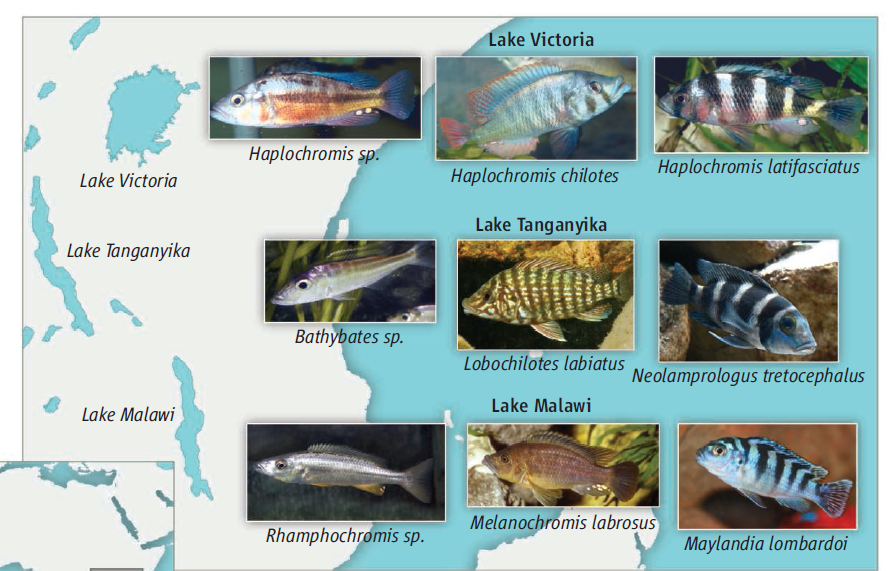 Lake Victoria
Haplochromis sp.
Haplochromis chilotes
Haplochromis latifasciatus
Lake Victoria
Lake Tanganyika
Lake Tanganyika
Bathybates sp.
Lobochilotes labiatus
Neolamprologus tretocephalus
Lake Malawi
Lake Malawi
Rhamphochromis sp.
Melanochromis labrosus
Maylandia lombardoi